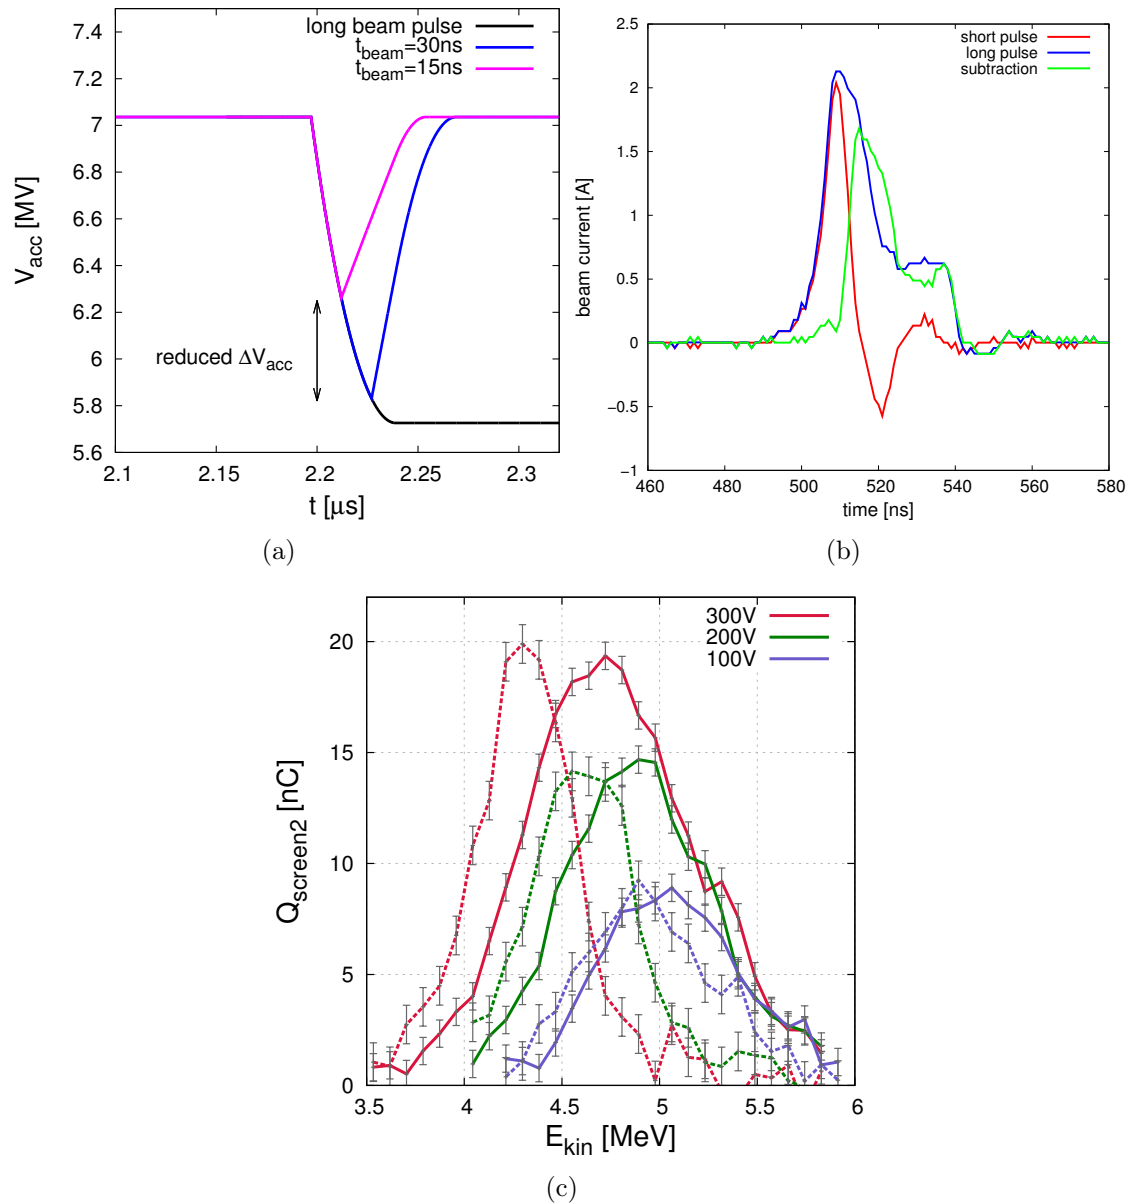 7.4
7.2
7
6.8
6.6
6.4
6.2
6
5.8
5.6
V_acc [MV]
long beam pulse
t_beam=30ns
t_beam=15ns
reduced ΔV_acc
2.1 2.15 2.2 2.25 2.3
t [μs]
(a)
2.5
2
1.5
1
0.5
0
−0.5
−1
beam current [A]
short pulse
long pulse
subtraction
460 480 500 520 540 560 580
time [ns]
(b)
20
15
10
5
0
Q_screen2 [nC]
300V
200V
100V
3.5 4 4.5 5 5.5 6
E_kin [MeV]
(c)